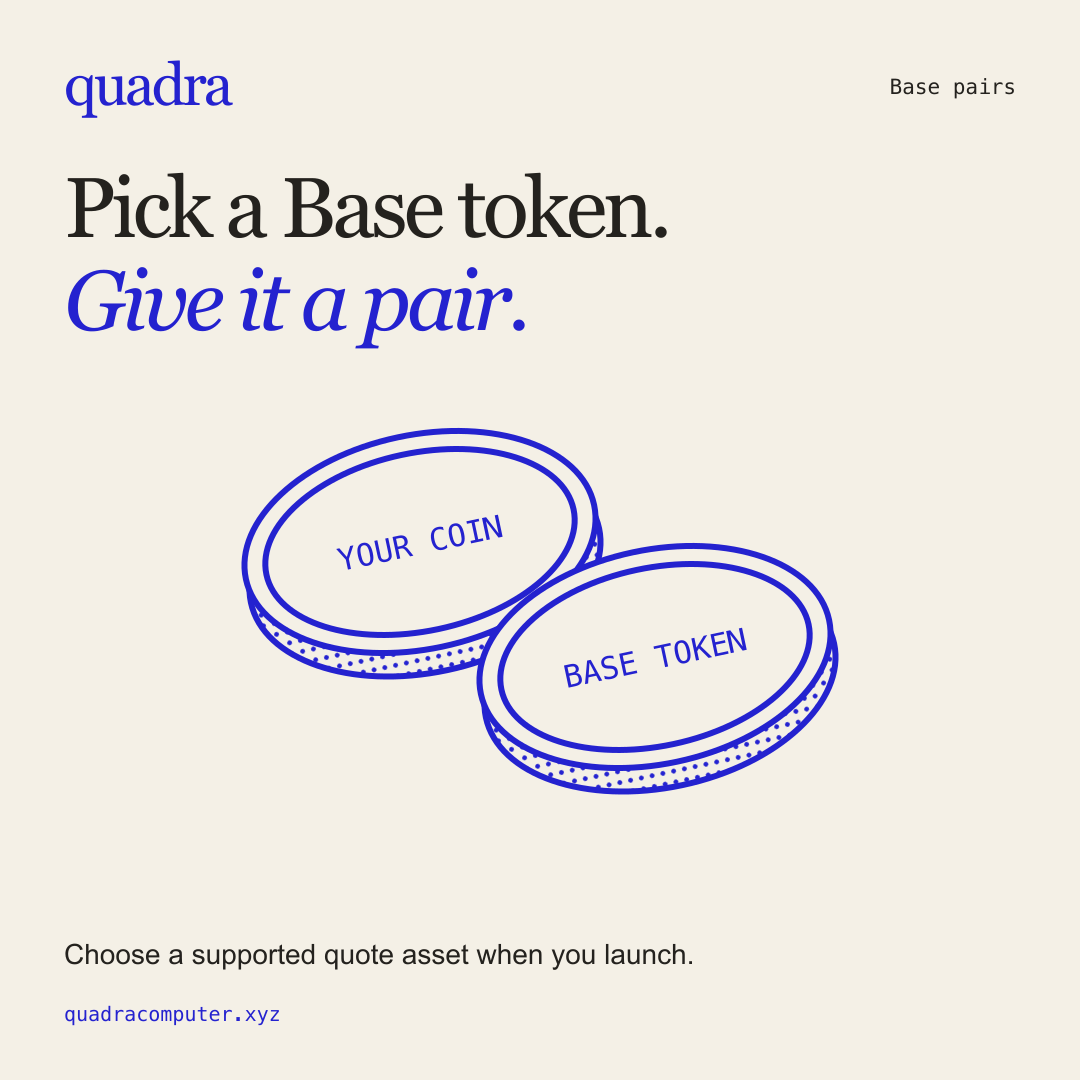 quadra
Base pairs
Pick a Base token.
Give it a pair.
YOUR COIN
BASE TOKEN
Choose a supported quote asset when you launch.
quadracomputer.xyz